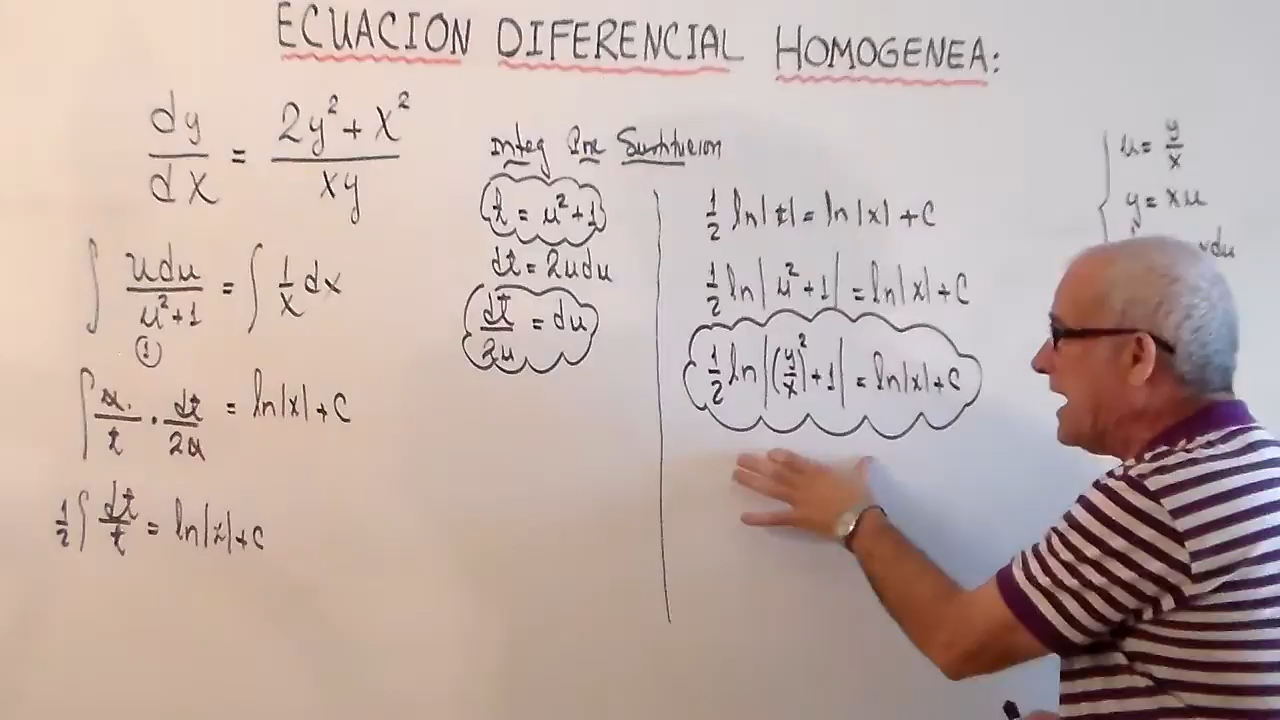 ECUACION DIFERENCIAL HOMOGENEA:
dy/dx = (2y² + x²)/xy
∫ udu/(u²+1) = ∫ 1/x dx
①
∫ u/t · dt/2u = ln|x| + C
1/2 ∫ dt/t = ln|x| + C
Integ
t = u²+1
dt = 2udu
dt/2u = du
1/2 ln|t| = ln|x| + C
1/2 ln|u²+1| = ln|x| + C
1/2 ln|(y/x)²+1| = ln|x| + C
u = y/x
y = xu
du